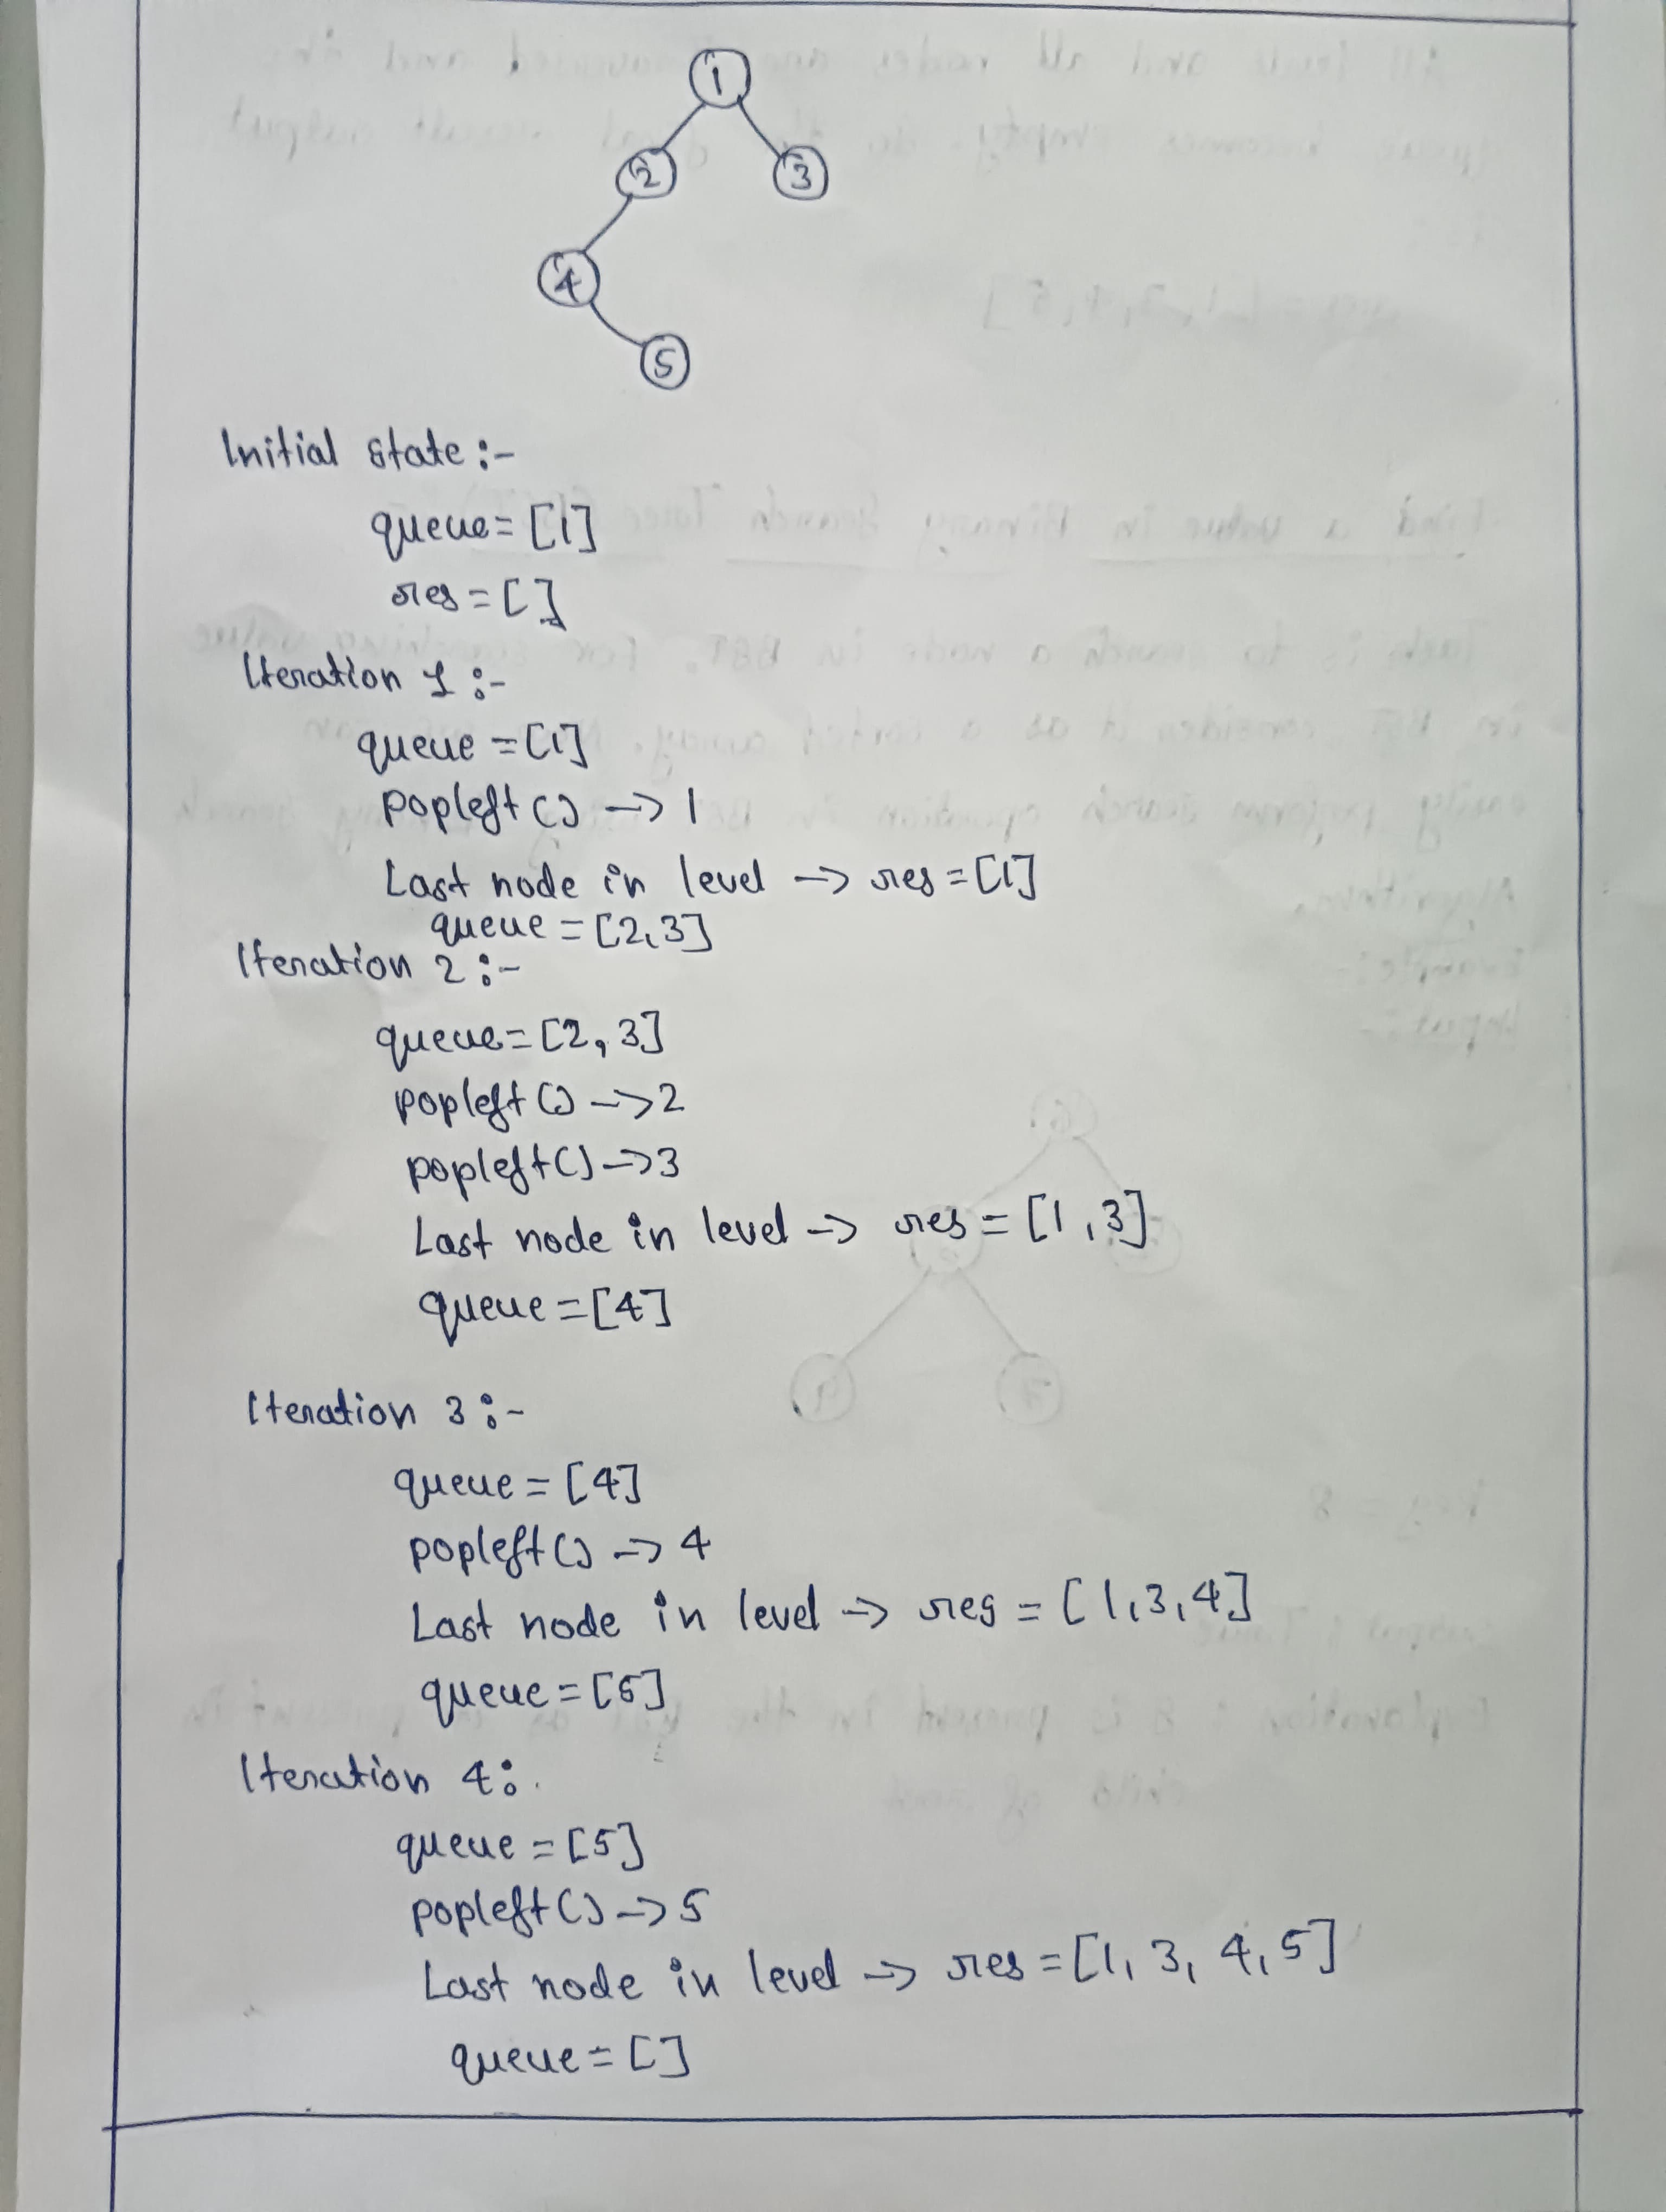 1
2
3
4
5
Initial state :-
queue = [1]
res = []
Iteration 1 :-
queue = [1]
popleft() -> 1
Last node in level -> res = [1]
queue = [2,3]
Iteration 2 :-
queue = [2, 3]
popleft() -> 2
popleft() -> 3
Last node in level -> res = [1,3]
queue = [4]
Iteration 3 :-
queue = [4]
popleft() -> 4
Last node in level -> res = [1,3,4]
queue = [5]
Iteration 4 :.
queue = [5]
popleft() -> 5
Last node in level -> res = [1, 3, 4, 5]
queue = []